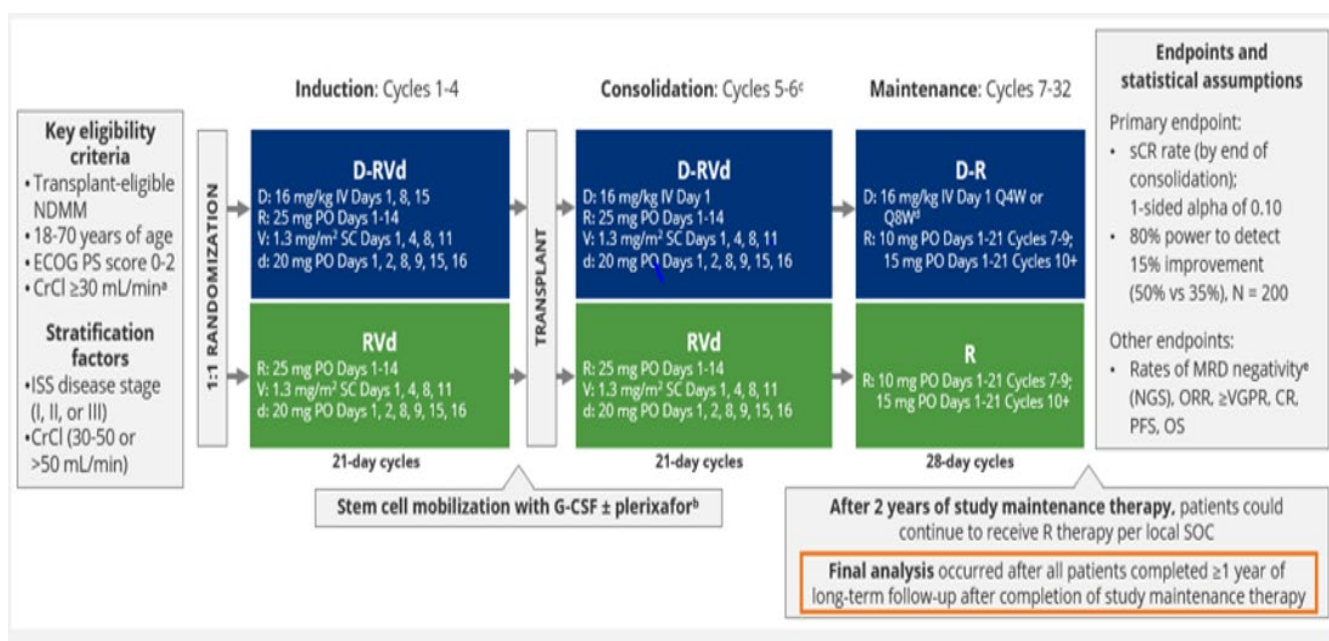 Key eligibility
criteria
•Transplant-eligible
NDMM
•18-70 years of age
•ECOG PS score 0-2
•CrCl ≥30 mL/minᵃ
Stratification
factors
•ISS disease stage
(I, II, or III)
•CrCl (30-50 or
>50 mL/min)
1:1 RANDOMIZATION
Induction: Cycles 1-4
D-RVd
D: 16 mg/kg IV Days 1, 8, 15
R: 25 mg PO Days 1-14
V: 1.3 mg/m² SC Days 1, 4, 8, 11
d: 20 mg PO Days 1, 2, 8, 9, 15, 16
RVd
R: 25 mg PO Days 1-14
V: 1.3 mg/m² SC Days 1, 4, 8, 11
d: 20 mg PO Days 1, 2, 8, 9, 15, 16
21-day cycles
TRANSPLANT
Stem cell mobilization with G-CSF ± plerixaforᵇ
Consolidation: Cycles 5-6ᶜ
D-RVd
D: 16 mg/kg IV Day 1
R: 25 mg PO Days 1-14
V: 1.3 mg/m² SC Days 1, 4, 8, 11
d: 20 mg PO Days 1, 2, 8, 9, 15, 16
RVd
R: 25 mg PO Days 1-14
V: 1.3 mg/m² SC Days 1, 4, 8, 11
d: 20 mg PO Days 1, 2, 8, 9, 15, 16
21-day cycles
Maintenance: Cycles 7-32
D-R
D: 16 mg/kg IV Day 1 Q4W or
Q8Wᵈ
R: 10 mg PO Days 1-21 Cycles 7-9;
15 mg PO Days 1-21 Cycles 10+
R
R: 10 mg PO Days 1-21 Cycles 7-9;
15 mg PO Days 1-21 Cycles 10+
28-day cycles
Endpoints and
statistical assumptions
Primary endpoint:
• sCR rate (by end of
consolidation);
1-sided alpha of 0.10
• 80% power to detect
15% improvement
(50% vs 35%), N = 200
Other endpoints:
• Rates of MRD negativityᵉ
(NGS), ORR, ≥VGPR, CR,
PFS, OS
After 2 years of study maintenance therapy, patients could
continue to receive R therapy per local SOC
Final analysis occurred after all patients completed ≥1 year of
long-term follow-up after completion of study maintenance therapy